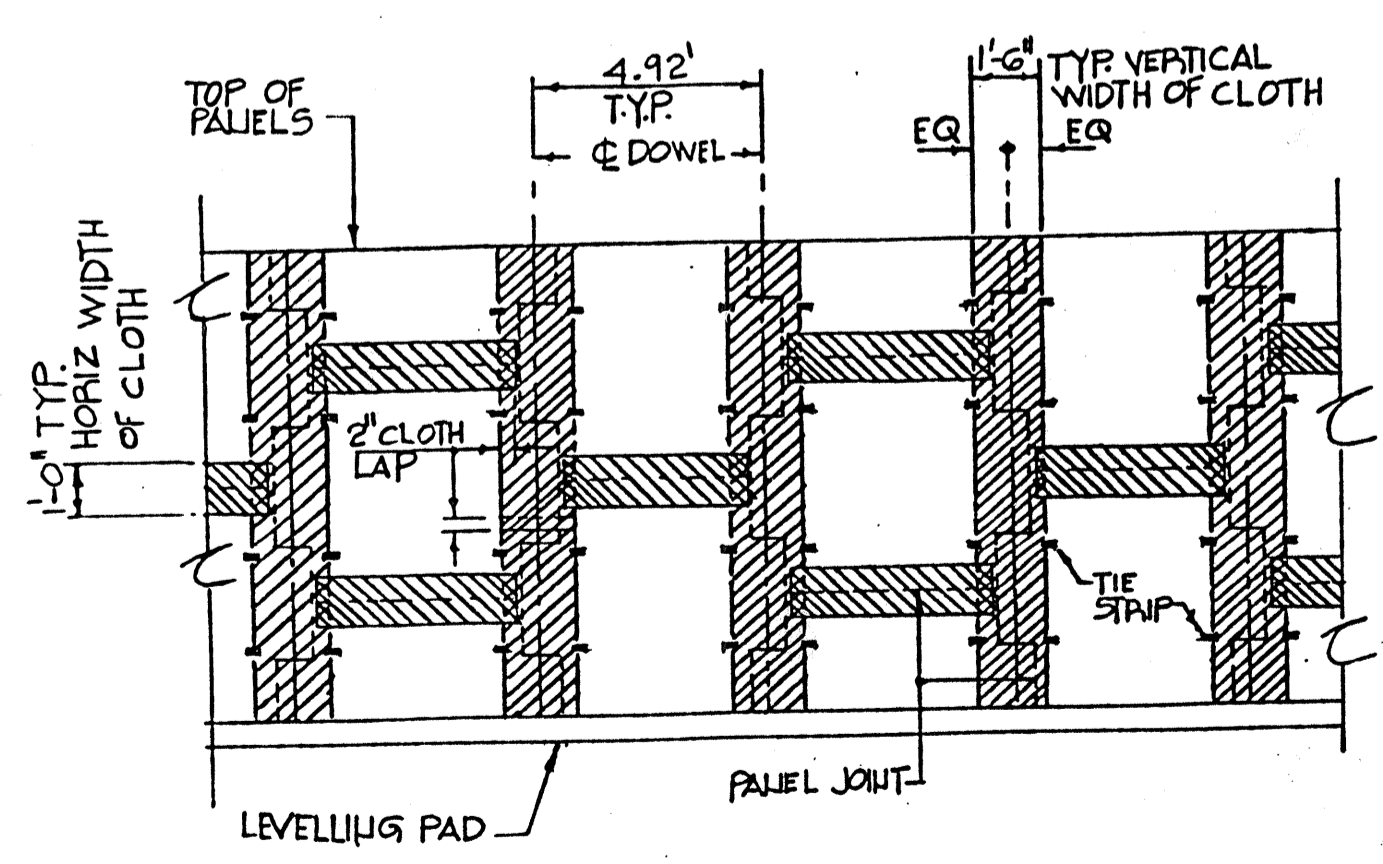 TOP OF
PANELS
4.92'
T.Y.P.
℄ DOWEL
1'-6" TYP. VERTICAL
WIDTH OF CLOTH
EQ
EQ
1'-0" TYP.
HORIZ WIDTH
OF CLOTH
2" CLOTH
LAP
TIE
STRIP
PANEL JOINT
LEVELLING PAD